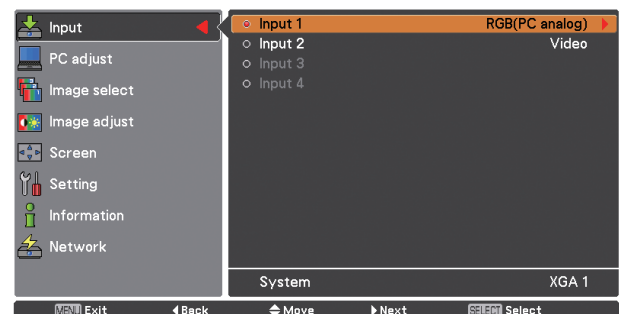 Input
PC adjust
Image select
Image adjust
Screen
Setting
Information
Network
Input 1 RGB(PC analog)
Input 2 Video
Input 3
Input 4
System XGA 1
MENU Exit Back Move Next SELECT Select